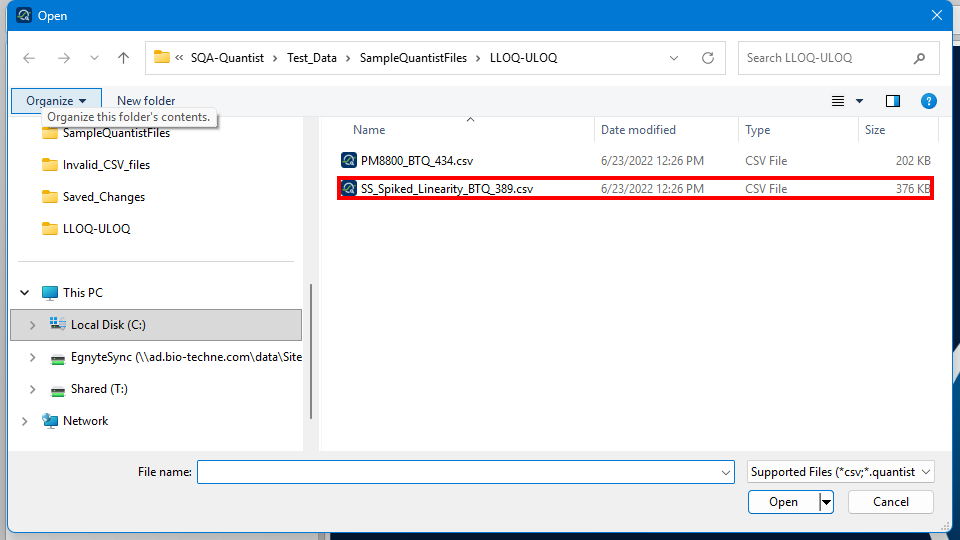 Open
« SQA-Quantist > Test_Data > SampleQuantistFiles > LLOQ-ULOQ
Search LLOQ-ULOQ
Organize
New folder
Organize this folder's contents.
SampleQuantistFiles
Invalid_CSV_files
Saved_Changes
LLOQ-ULOQ
This PC
Local Disk (C:)
EgnyteSync (\\ad.bio-techne.com\data\Site
Shared (T:)
Network
Name Date modified Type Size
PM8800_BTQ_434.csv 6/23/2022 12:26 PM CSV File 202 KB
SS_Spiked_Linearity_BTQ_389.csv 6/23/2022 12:26 PM CSV File 376 KB
File name:
Supported Files (*csv;*.quantist
Open
Cancel